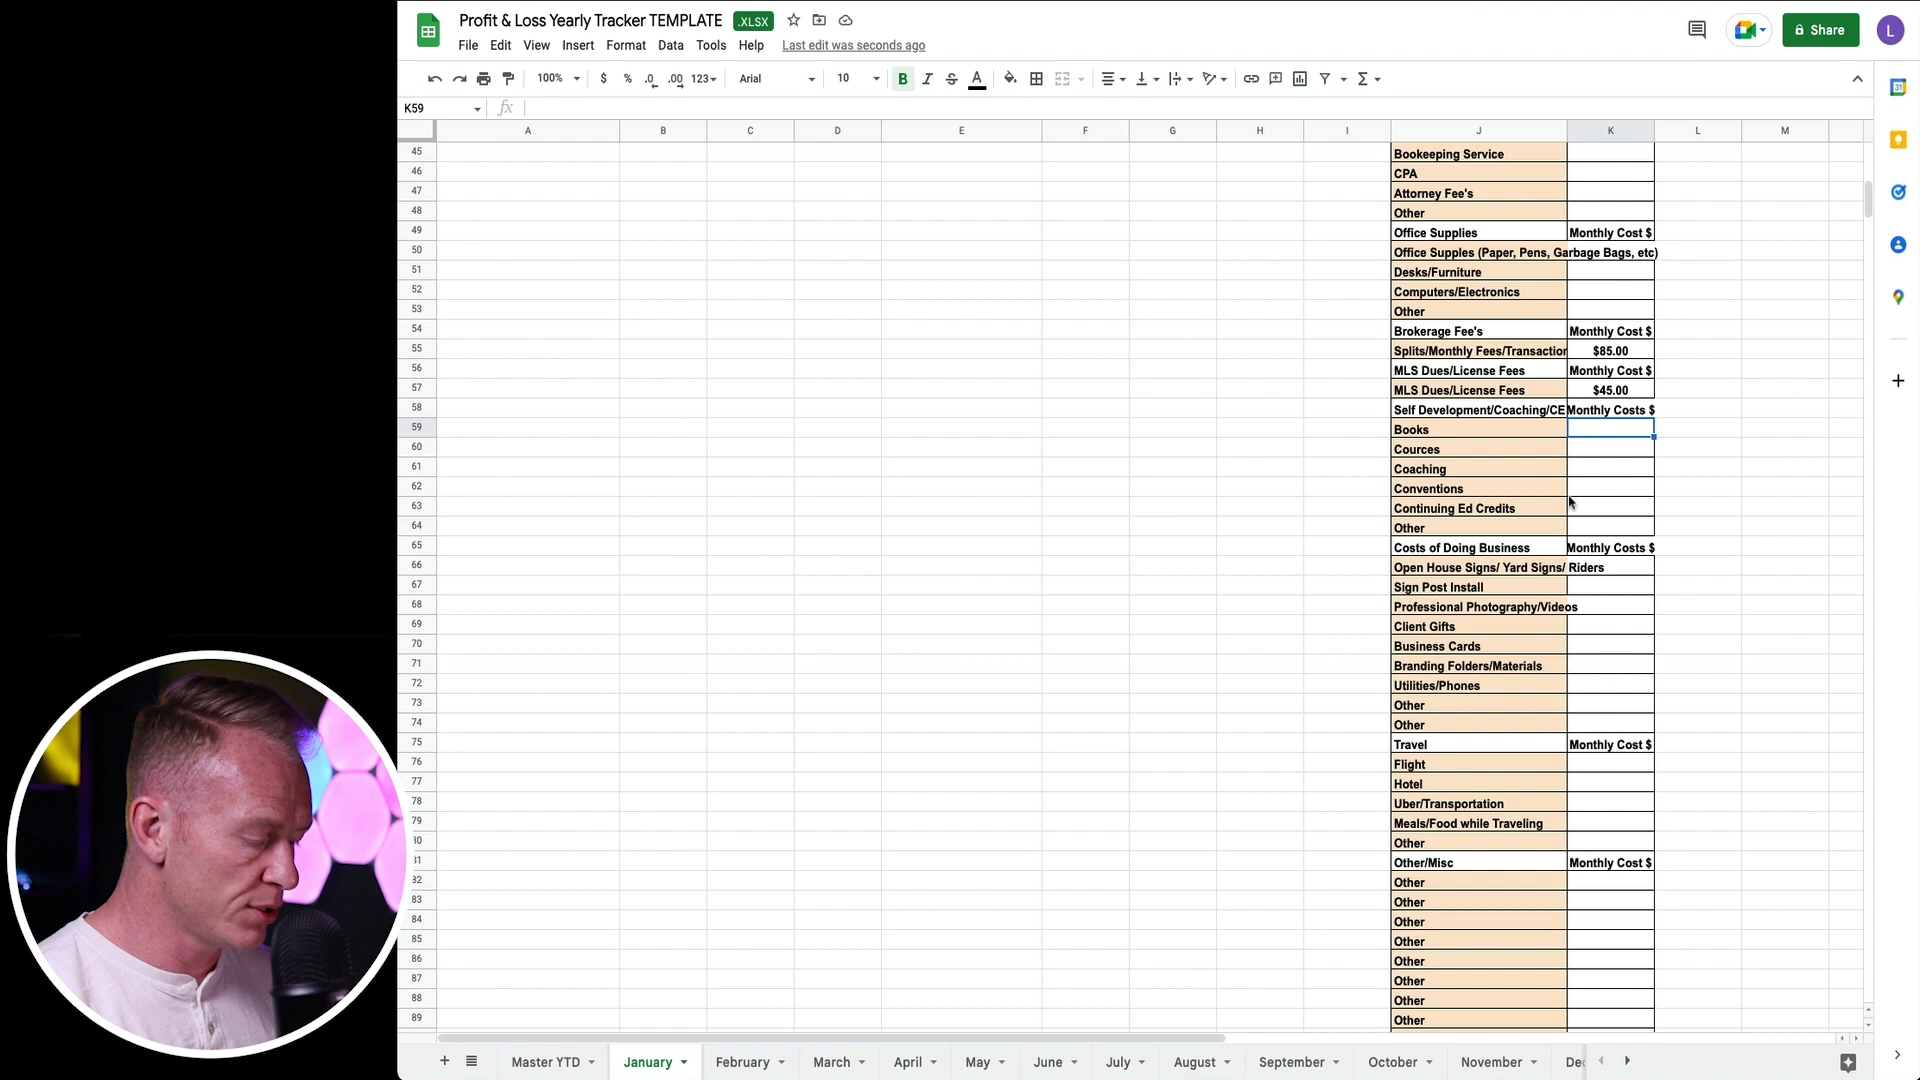 Profit & Loss Yearly Tracker TEMPLATE .XLSX
Share
L
File Edit View Insert Format Data Tools Help Last edit was seconds ago
100% $ % .0 .00 123 Arial 10 B I S A
K59 fx
31
A B C D E F G H I J K L M
45 Bookeeping Service
46 CPA
47 Attorney Fee's
48 Other
49 Office Supplies Monthly Cost $
50 Office Supples (Paper, Pens, Garbage Bags, etc)
51 Desks/Furniture
52 Computers/Electronics
53 Other
54 Brokerage Fee's Monthly Cost $
55 Splits/Monthly Fees/Transaction $85.00
56 MLS Dues/License Fees Monthly Cost $
57 MLS Dues/License Fees $45.00
58 Self Development/Coaching/CE Monthly Costs $
59 Books
60 Cources
61 Coaching
62 Conventions
63 Continuing Ed Credits
64 Other
65 Costs of Doing Business Monthly Costs $
66 Open House Signs/ Yard Signs/ Riders
67 Sign Post Install
68 Professional Photography/Videos
69 Client Gifts
70 Business Cards
71 Branding Folders/Materials
72 Utilities/Phones
73 Other
74 Other
75 Travel Monthly Cost $
76 Flight
77 Hotel
78 Uber/Transportation
79 Meals/Food while Traveling
80 Other
81 Other/Misc Monthly Cost $
82 Other
83 Other
84 Other
85 Other
86 Other
87 Other
88 Other
89 Other
Master YTD January February March April May June July August September October November De